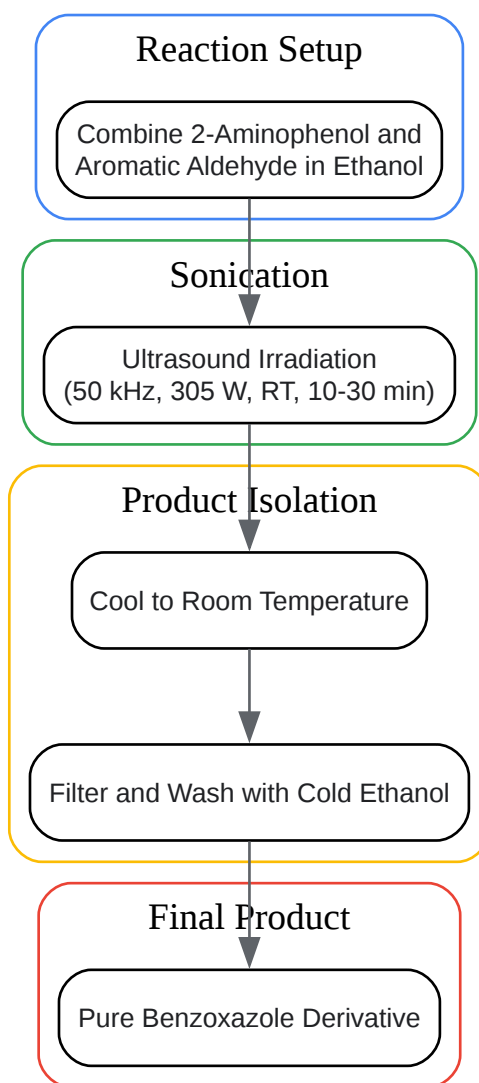 Reaction Setup
Combine 2-Aminophenol and
Aromatic Aldehyde in Ethanol
Sonication
Ultrasound Irradiation
(50 kHz, 305 W, RT, 10-30 min)
Product Isolation
Cool to Room Temperature
Filter and Wash with Cold Ethanol
Final Product
Pure Benzoxazole Derivative